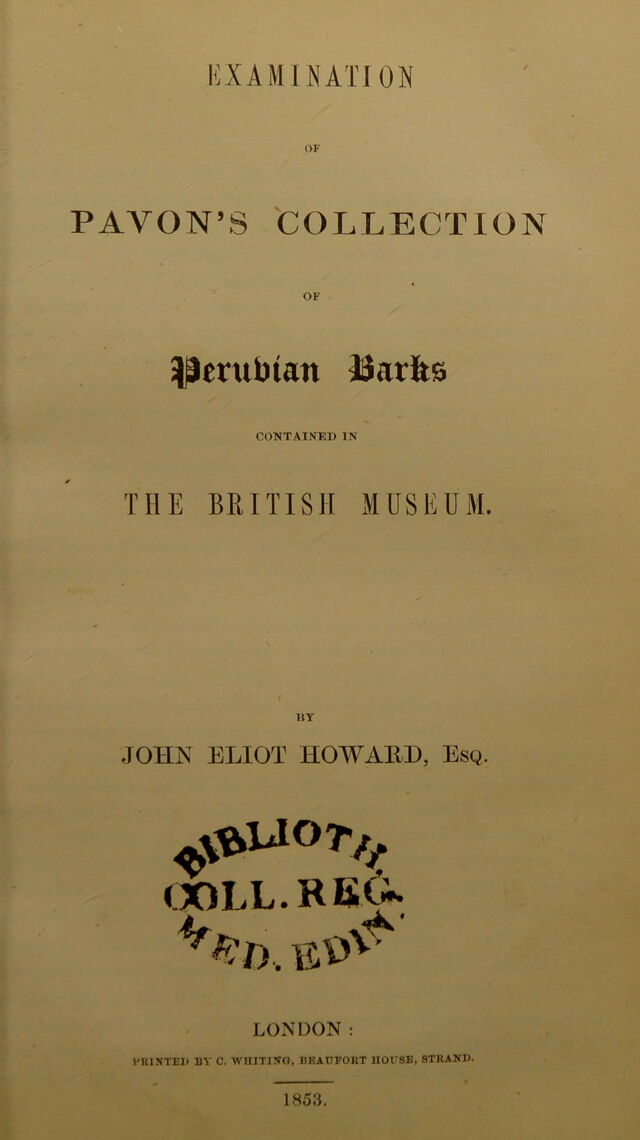 EXAMINATION
OF
PAVON'S COLLECTION
OF
Peruvian Barks
CONTAINED IN
THE BRITISH MUSEUM.
BY
JOHN ELIOT HOWARD, ESQ.
BIBLIOTH.
COLL. REG.
MED. EDIN.
LONDON:
PRINTED BY C. WHITING, BEAUFORT HOUSE, STRAND.
1853.